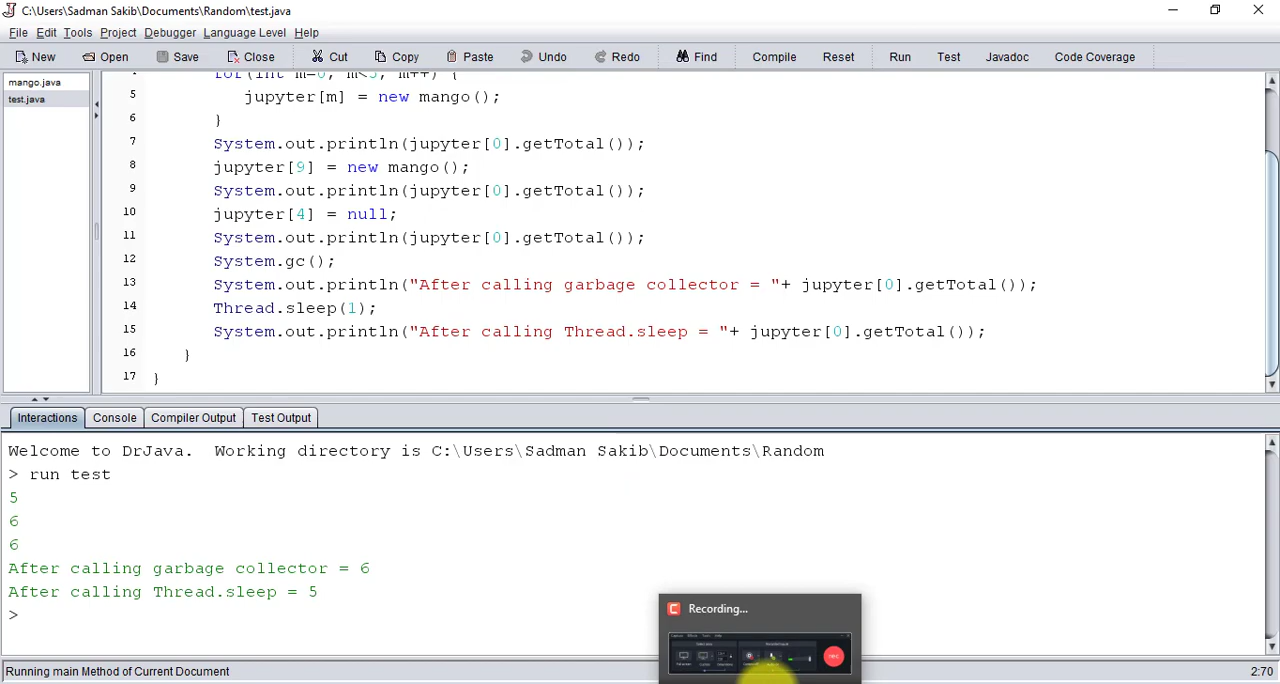 C:\Users\Sadman Sakib\Documents\Random\test.java
File Edit Tools Project Debugger Language Level Help
New Open Save Close Cut Copy Paste Undo Redo Find Compile Reset Run Test Javadoc Code Coverage
mango.java
test.java
for(int m=0; m<5; m++) {
5 jupyter[m] = new mango();
6 }
7 System.out.println(jupyter[0].getTotal());
8 jupyter[9] = new mango();
9 System.out.println(jupyter[0].getTotal());
10 jupyter[4] = null;
11 System.out.println(jupyter[0].getTotal());
12 System.gc();
13 System.out.println("After calling garbage collector = "+ jupyter[0].getTotal());
14 Thread.sleep(1);
15 System.out.println("After calling Thread.sleep = "+ jupyter[0].getTotal());
16 }
17 }
Interactions Console Compiler Output Test Output
Welcome to DrJava. Working directory is C:\Users\Sadman Sakib\Documents\Random
> run test
5
6
6
After calling garbage collector = 6
After calling Thread.sleep = 5
>
Recording...
Running main Method of Current Document
2:70